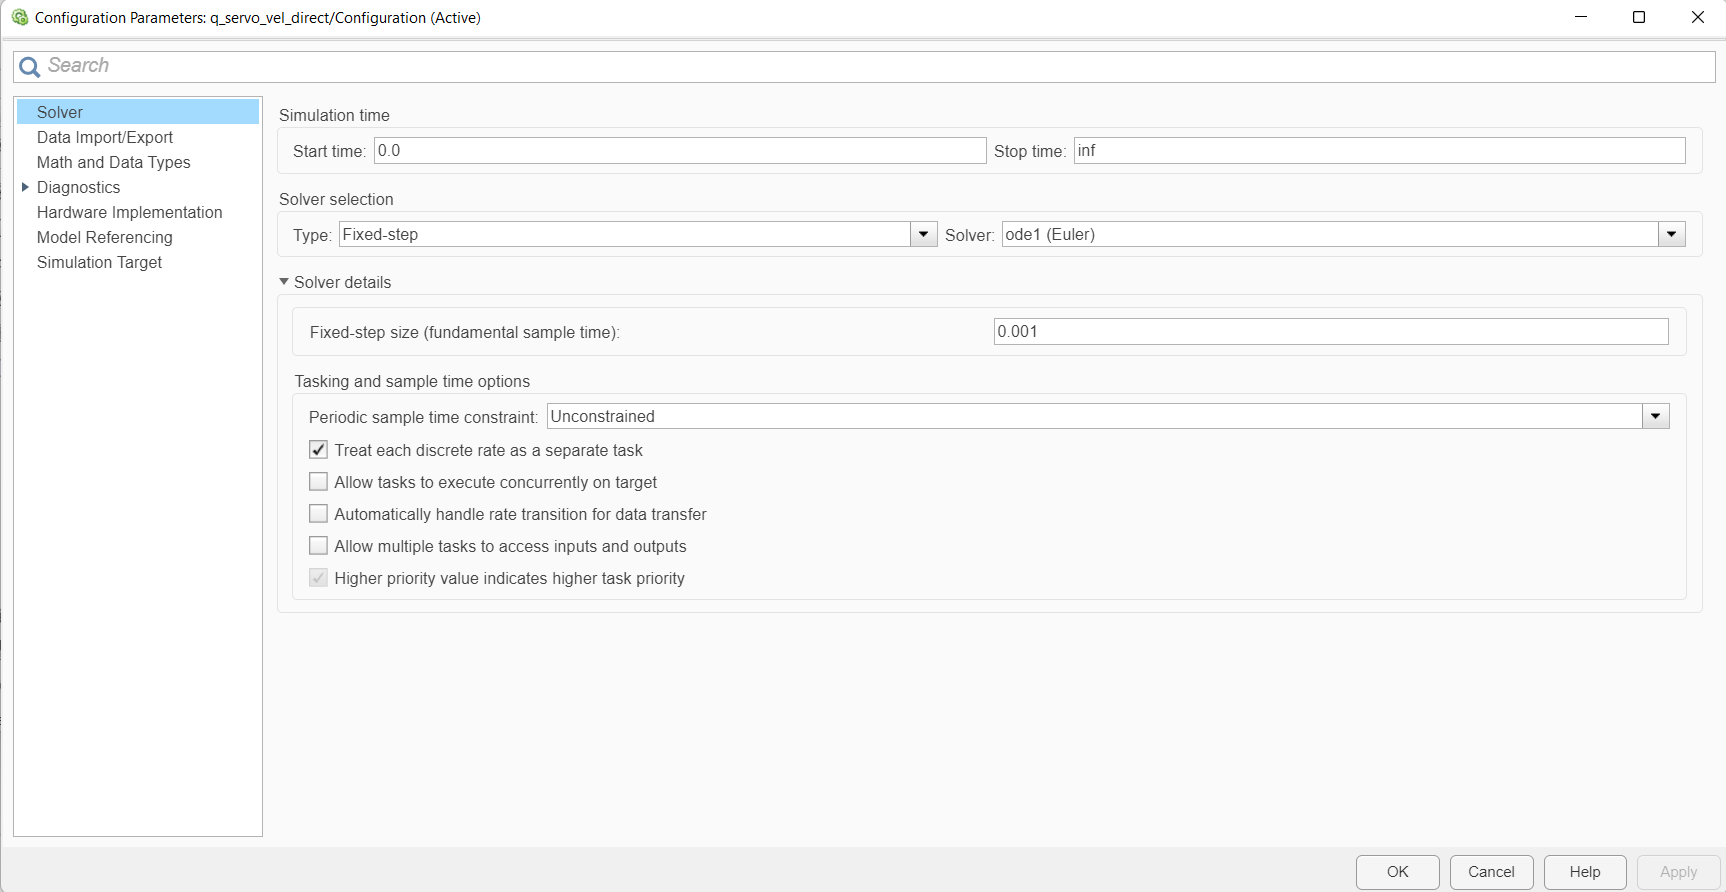 Configuration Parameters: q_servo_vel_direct/Configuration (Active)
Search
Solver
Data Import/Export
Math and Data Types
Diagnostics
Hardware Implementation
Model Referencing
Simulation Target
Simulation time
Start time: 0.0 Stop time: inf
Solver selection
Type: Fixed-step Solver: ode1 (Euler)
Solver details
Fixed-step size (fundamental sample time): 0.001
Tasking and sample time options
Periodic sample time constraint: Unconstrained
Treat each discrete rate as a separate task
Allow tasks to execute concurrently on target
Automatically handle rate transition for data transfer
Allow multiple tasks to access inputs and outputs
Higher priority value indicates higher task priority
OK Cancel Help Apply